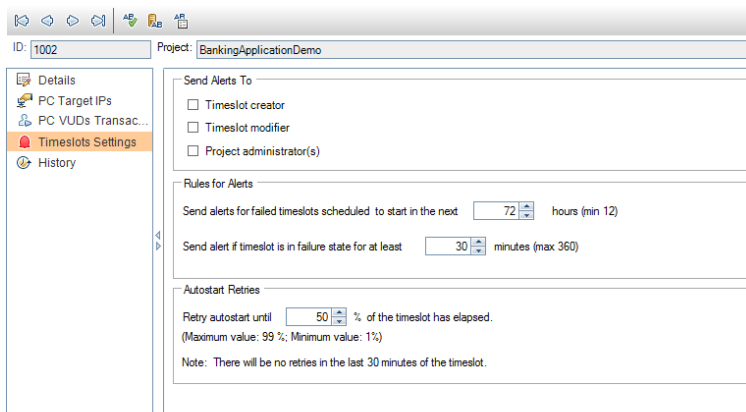 ID: 1002 Project: BankingApplicationDemo
Details
PC Target IPs
PC VUDs Transac...
Timeslots Settings
History
Send Alerts To
Timeslot creator
Timeslot modifier
Project administrator(s)
Rules for Alerts
Send alerts for failed timeslots scheduled to start in the next 72 hours (min 12)
Send alert if timeslot is in failure state for at least 30 minutes (max 360)
Autostart Retries
Retry autostart until 50 % of the timeslot has elapsed.
(Maximum value: 99 %; Minimum value: 1%)
Note: There will be no retries in the last 30 minutes of the timeslot.